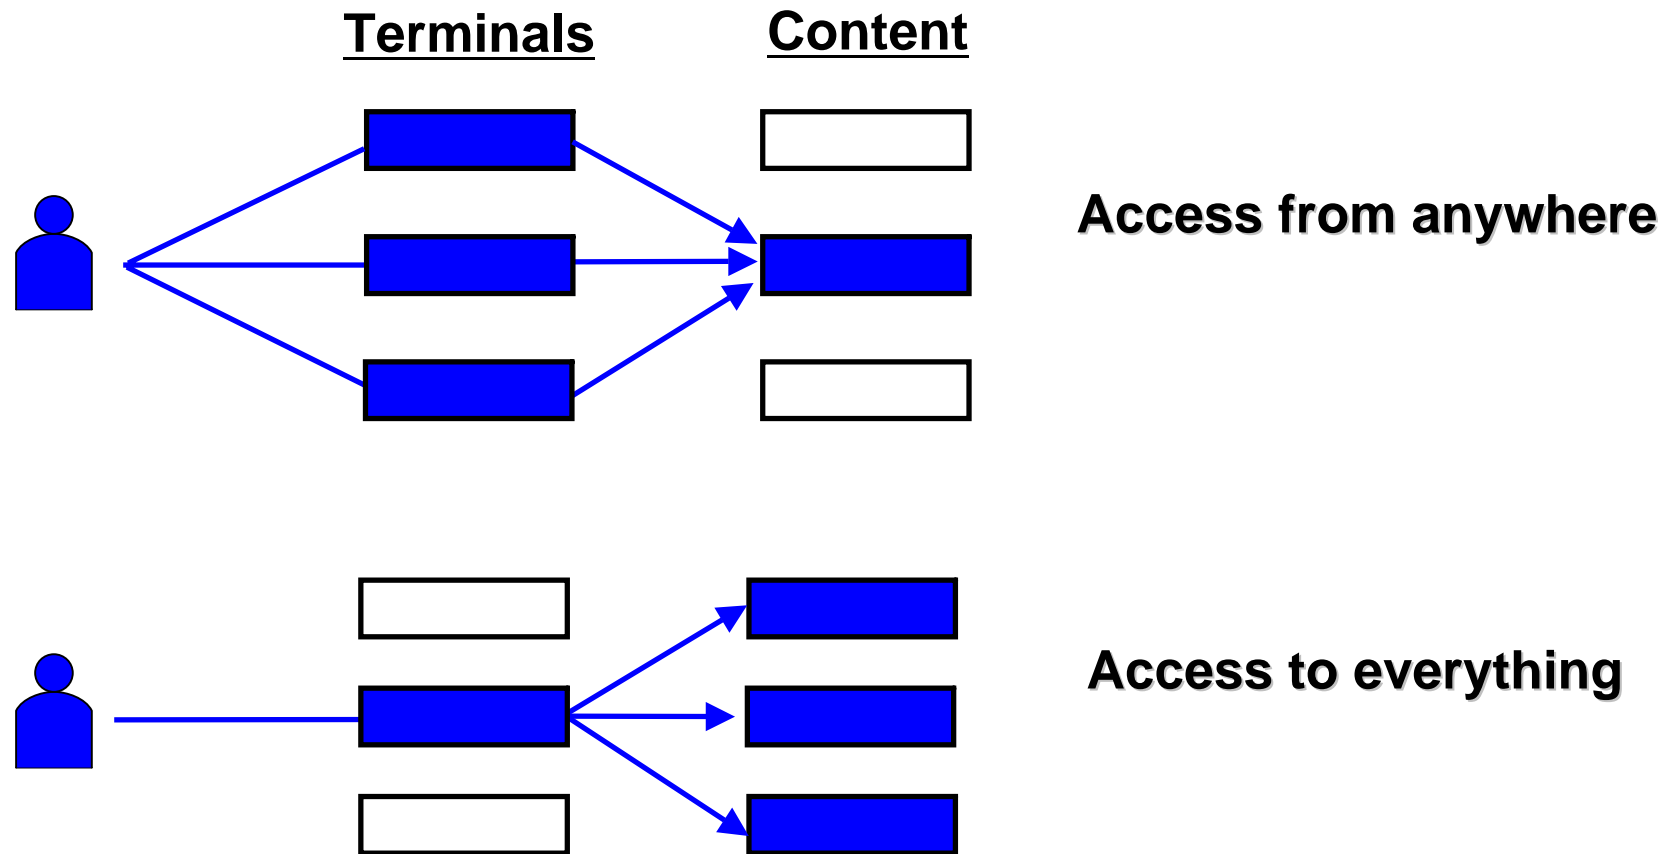 Terminals Content
Access from anywhere
Access to everything